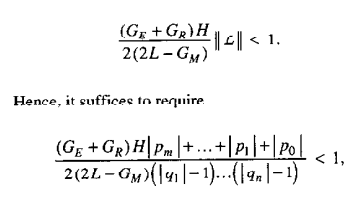 (G_E + G_R)H / 2(2L − G_M) ‖ℒ‖ < 1.
Hence, it suffices to require
(G_E + G_R)H|p_m|+...+|p_1|+|p_0| / 2(2L − G_M)(|q_1|−1)...(|q_n|−1) < 1,